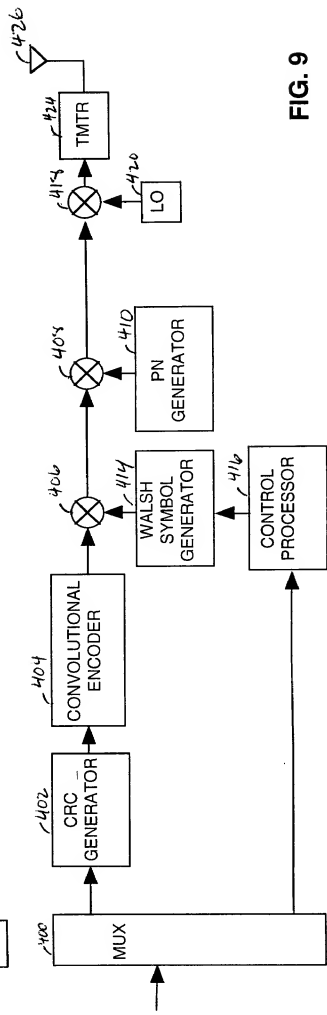 400
MUX
402
CRC
GENERATOR
404
CONVOLUTIONAL
ENCODER
406
414
WALSH
SYMBOL
GENERATOR
416
CONTROL
PROCESSOR
408
410
PN
GENERATOR
418
420
LO
424
TMTR
426
FIG. 9